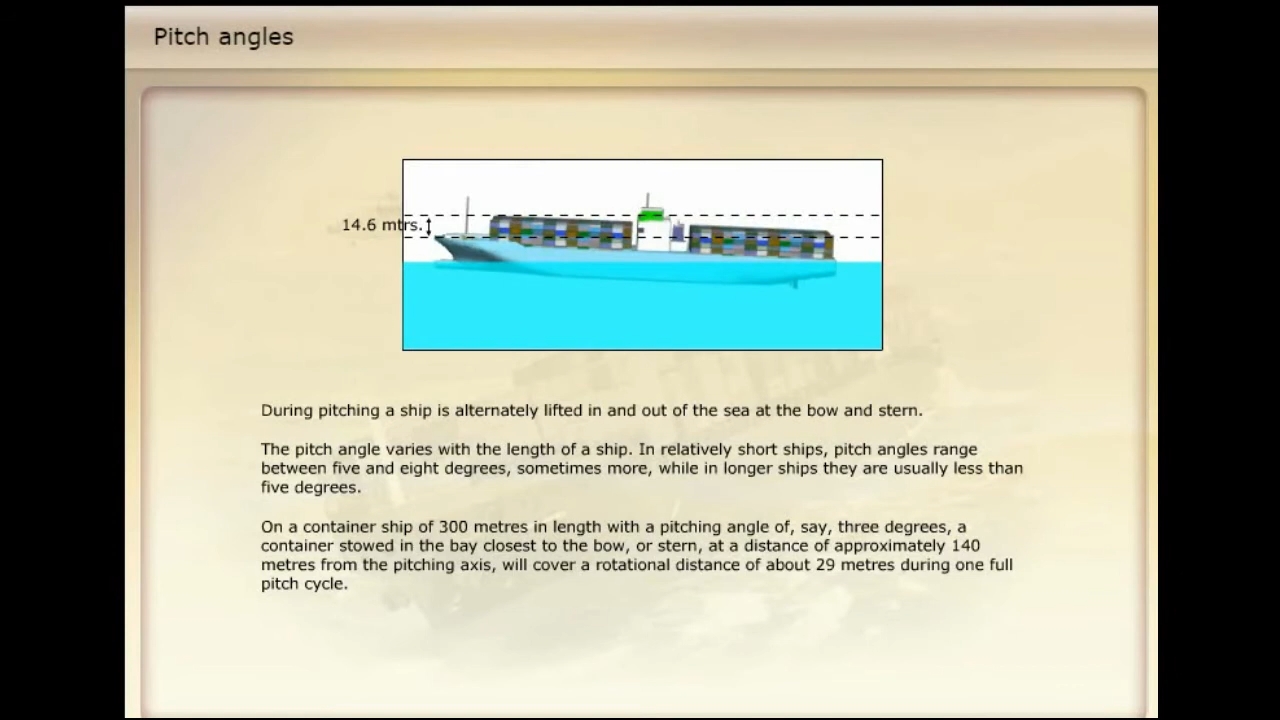 Pitch angles
14.6 mtrs.
During pitching a ship is alternately lifted in and out of the sea at the bow and stern.
The pitch angle varies with the length of a ship. In relatively short ships, pitch angles range
between five and eight degrees, sometimes more, while in longer ships they are usually less than
five degrees.
On a container ship of 300 metres in length with a pitching angle of, say, three degrees, a
container stowed in the bay closest to the bow, or stern, at a distance of approximately 140
metres from the pitching axis, will cover a rotational distance of about 29 metres during one full
pitch cycle.